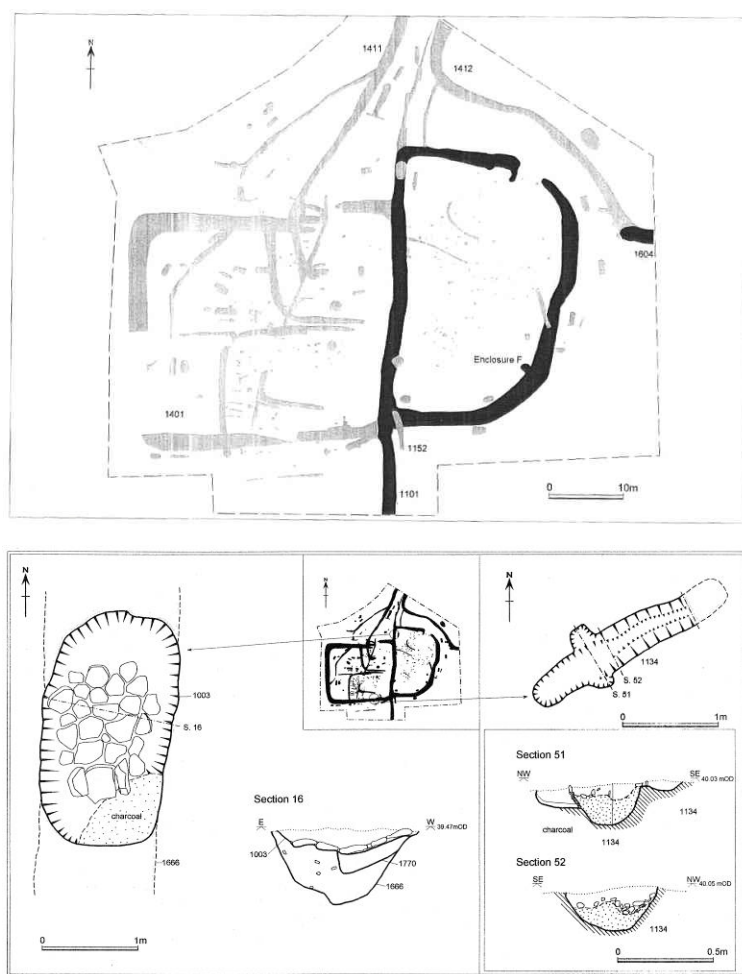 N
1411
1412
1604
Enclosure F
1401
1152
1101
0 10m
N
1003
S. 16
charcoal
1666
0 1m
N
Section 16
E W
39.47mOD
1003
1770
1666
N
1134
S. 52
S. 51
0 1m
Section 51
NW SE
40.03 mOD
1134
charcoal
1134
Section 52
SE NW
40.05 mOD
1134
0 0.5m